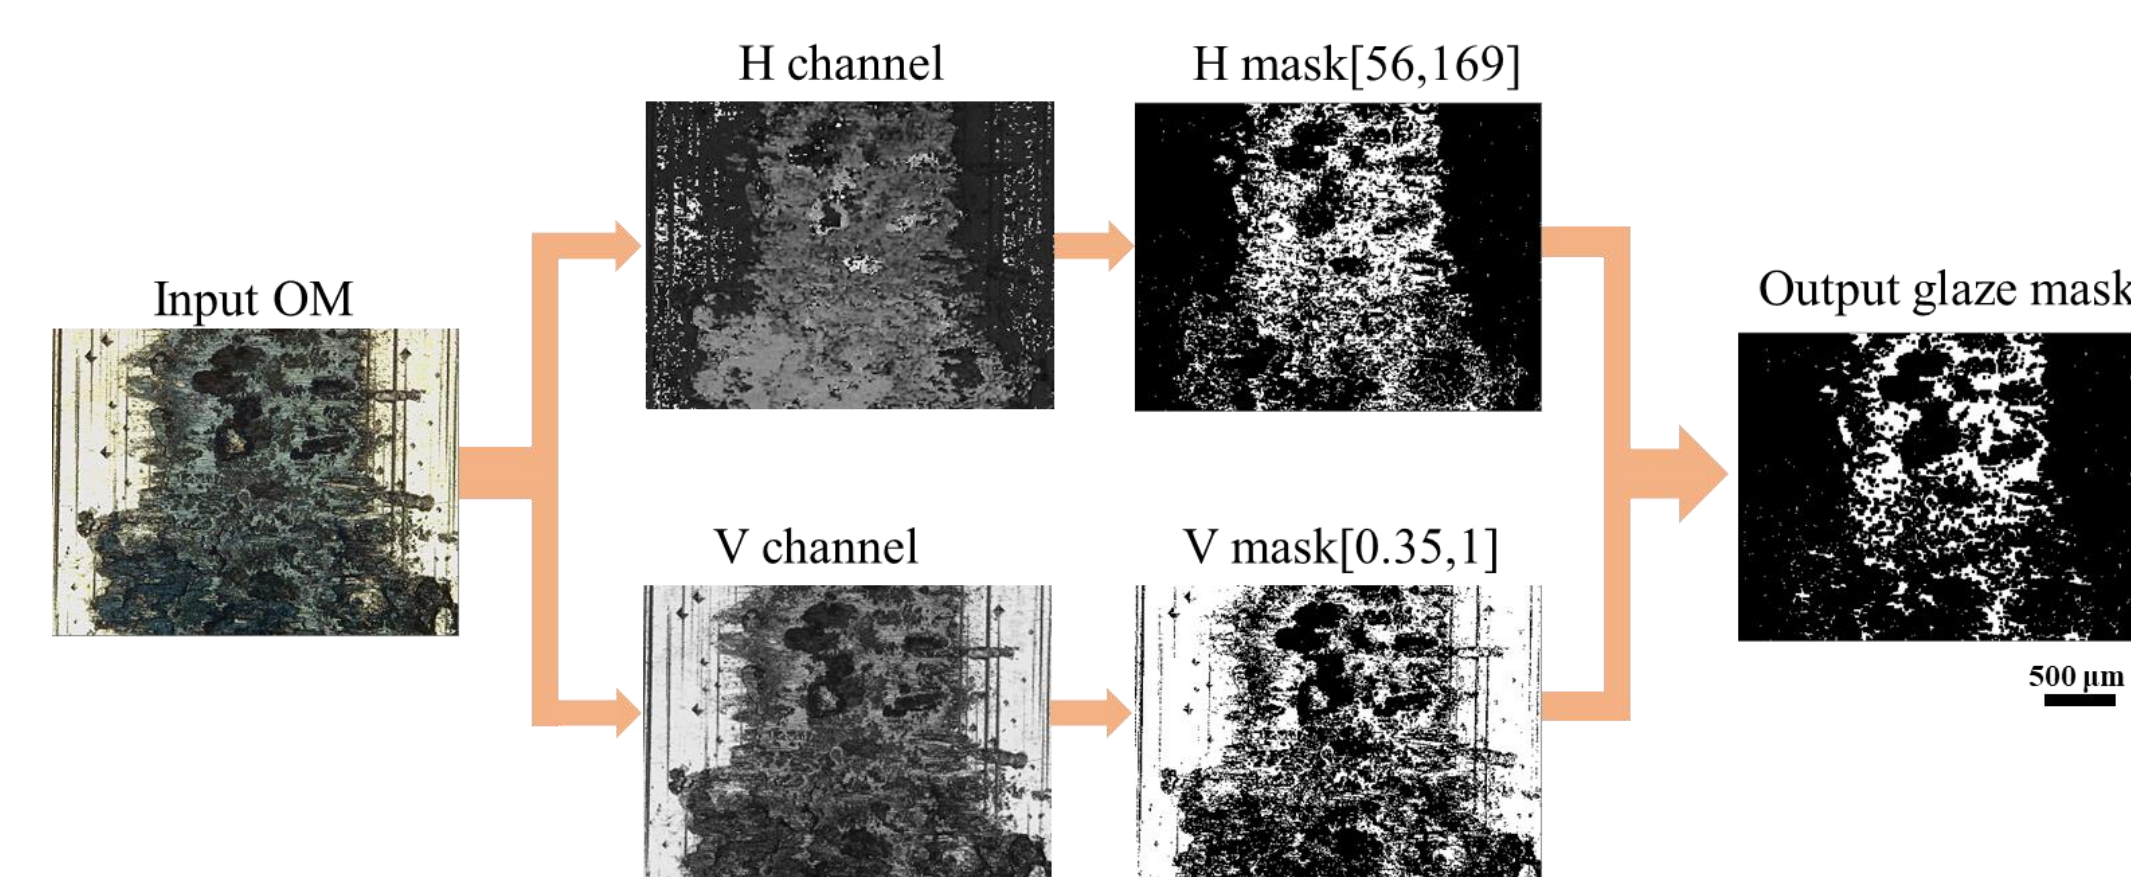 H channel
H mask[56,169]
Input OM
Output glaze mask
V channel
V mask[0.35,1]
500 μm